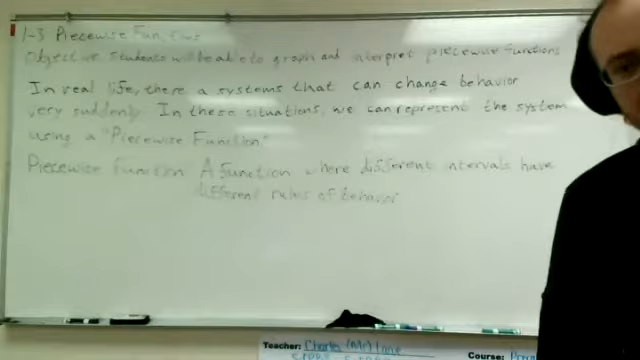 1-3 Piecewise Functions
Objective students will be able to graph and interpret piecewise functions
In real life, there a systems that can change behavior
very suddenly. In these situations, we can represent the system
using a "Piecewise Function"
Piecewise Function A function where different intervals have
different rules of behavior
Teacher: Charles (Mr)
Course: